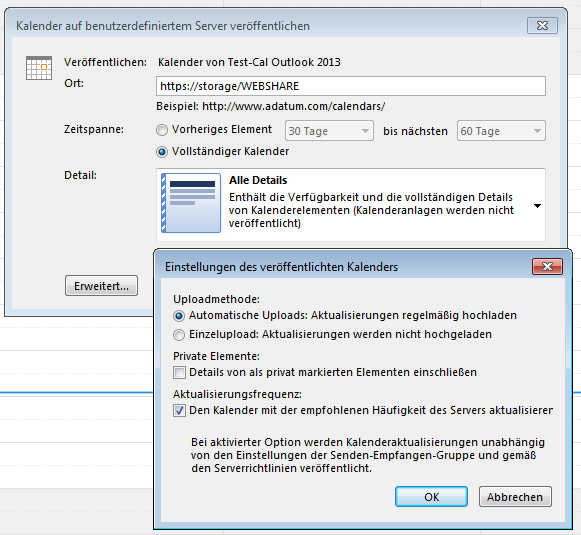 Kalender auf benutzerdefiniertem Server veröffentlichen
Veröffentlichen: Kalender von Test-Cal Outlook 2013
Ort: https://storage/WEBSHARE
Beispiel: http://www.adatum.com/calendars/
Zeitspanne: Vorheriges Element 30 Tage bis nächsten 60 Tage
Vollständiger Kalender
Detail: Alle Details
Enthält die Verfügbarkeit und die vollständigen Details
von Kalenderelementen (Kalenderanlagen werden nicht
veröffentlicht)
Erweitert...
Einstellungen des veröffentlichten Kalenders
Uploadmethode:
Automatische Uploads: Aktualisierungen regelmäßig hochladen
Einzelupload: Aktualisierungen werden nicht hochgeladen
Private Elemente:
Details von als privat markierten Elementen einschließen
Aktualisierungsfrequenz:
Den Kalender mit der empfohlenen Häufigkeit des Servers aktualisieren
Bei aktivierter Option werden Kalenderaktualisierungen unabhängig
von den Einstellungen der Senden-Empfangen-Gruppe und gemäß
den Serverrichtlinien veröffentlicht.
OK Abbrechen